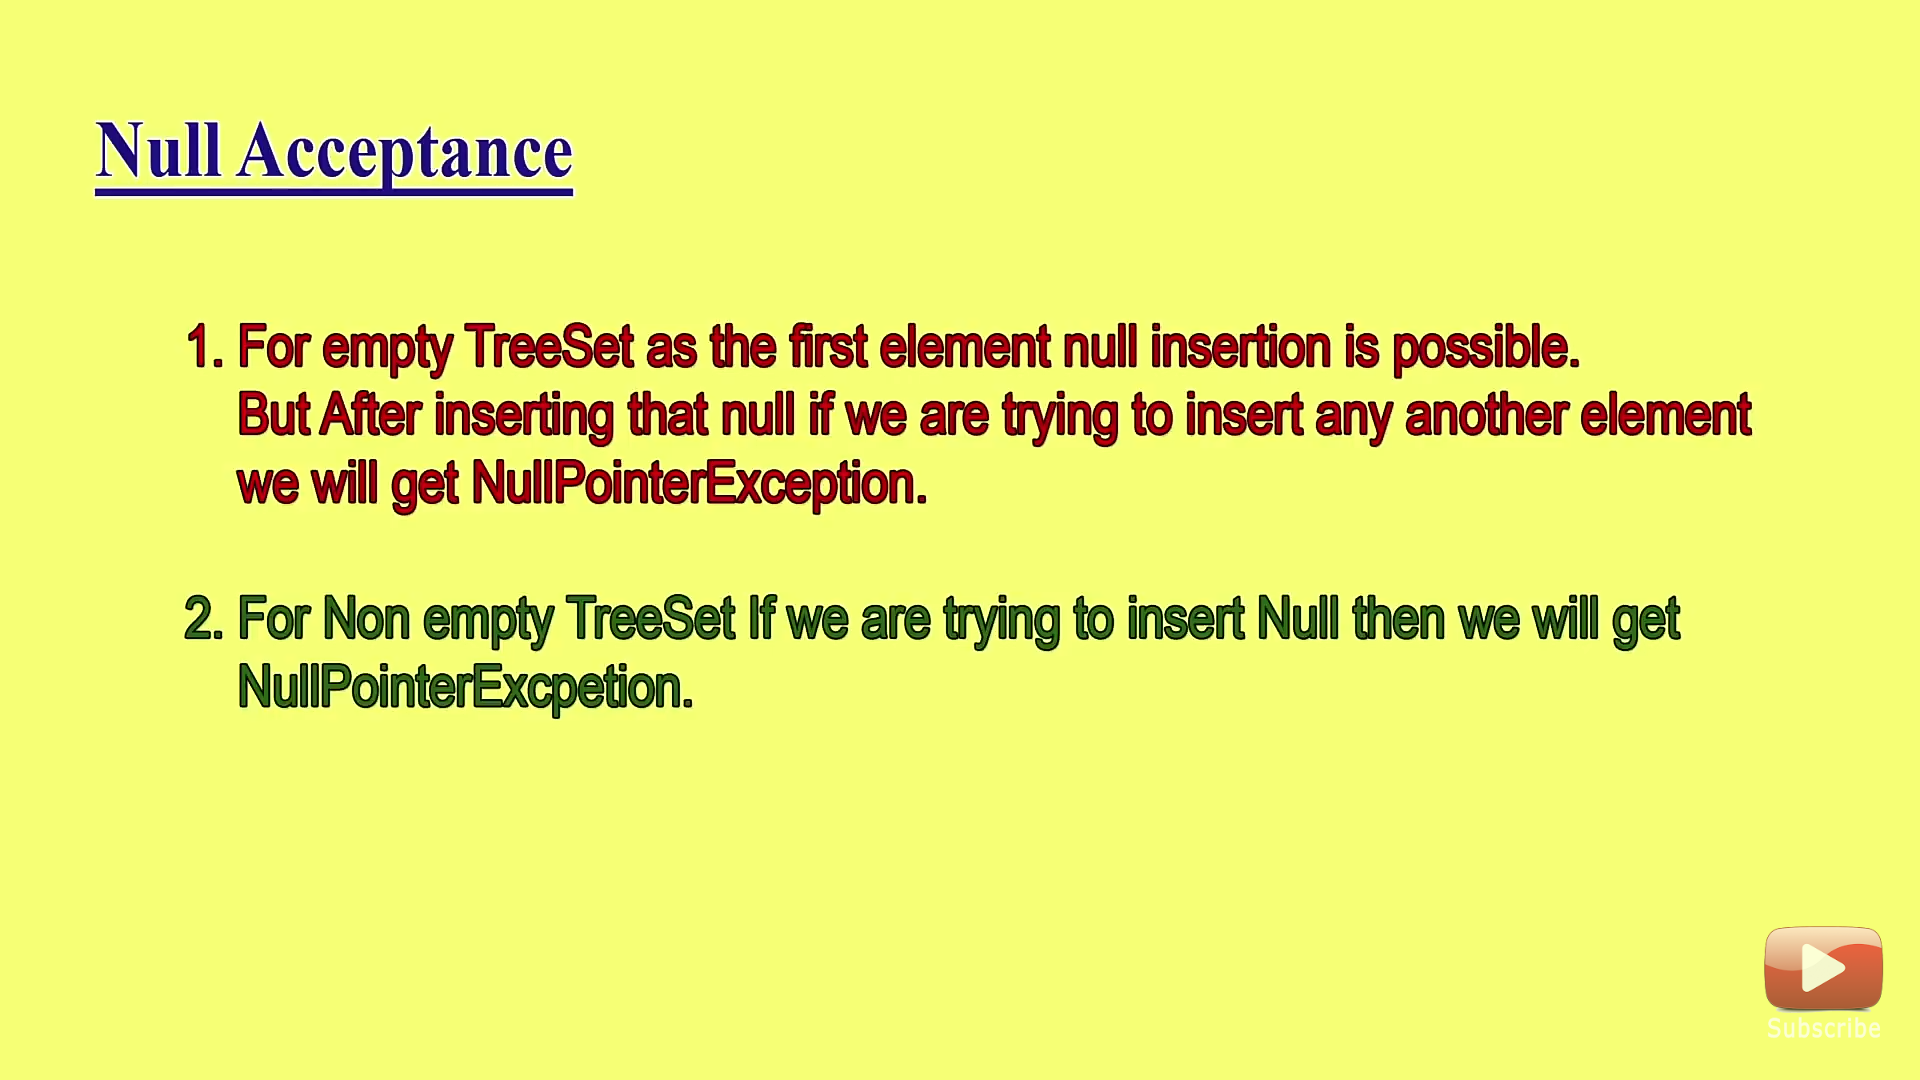 Null Acceptance
1. For empty TreeSet as the first element null insertion is possible.
But After inserting that null if we are trying to insert any another element
we will get NullPointerException.
2. For Non empty TreeSet If we are trying to insert Null then we will get
NullPointerExcpetion.
Subscribe